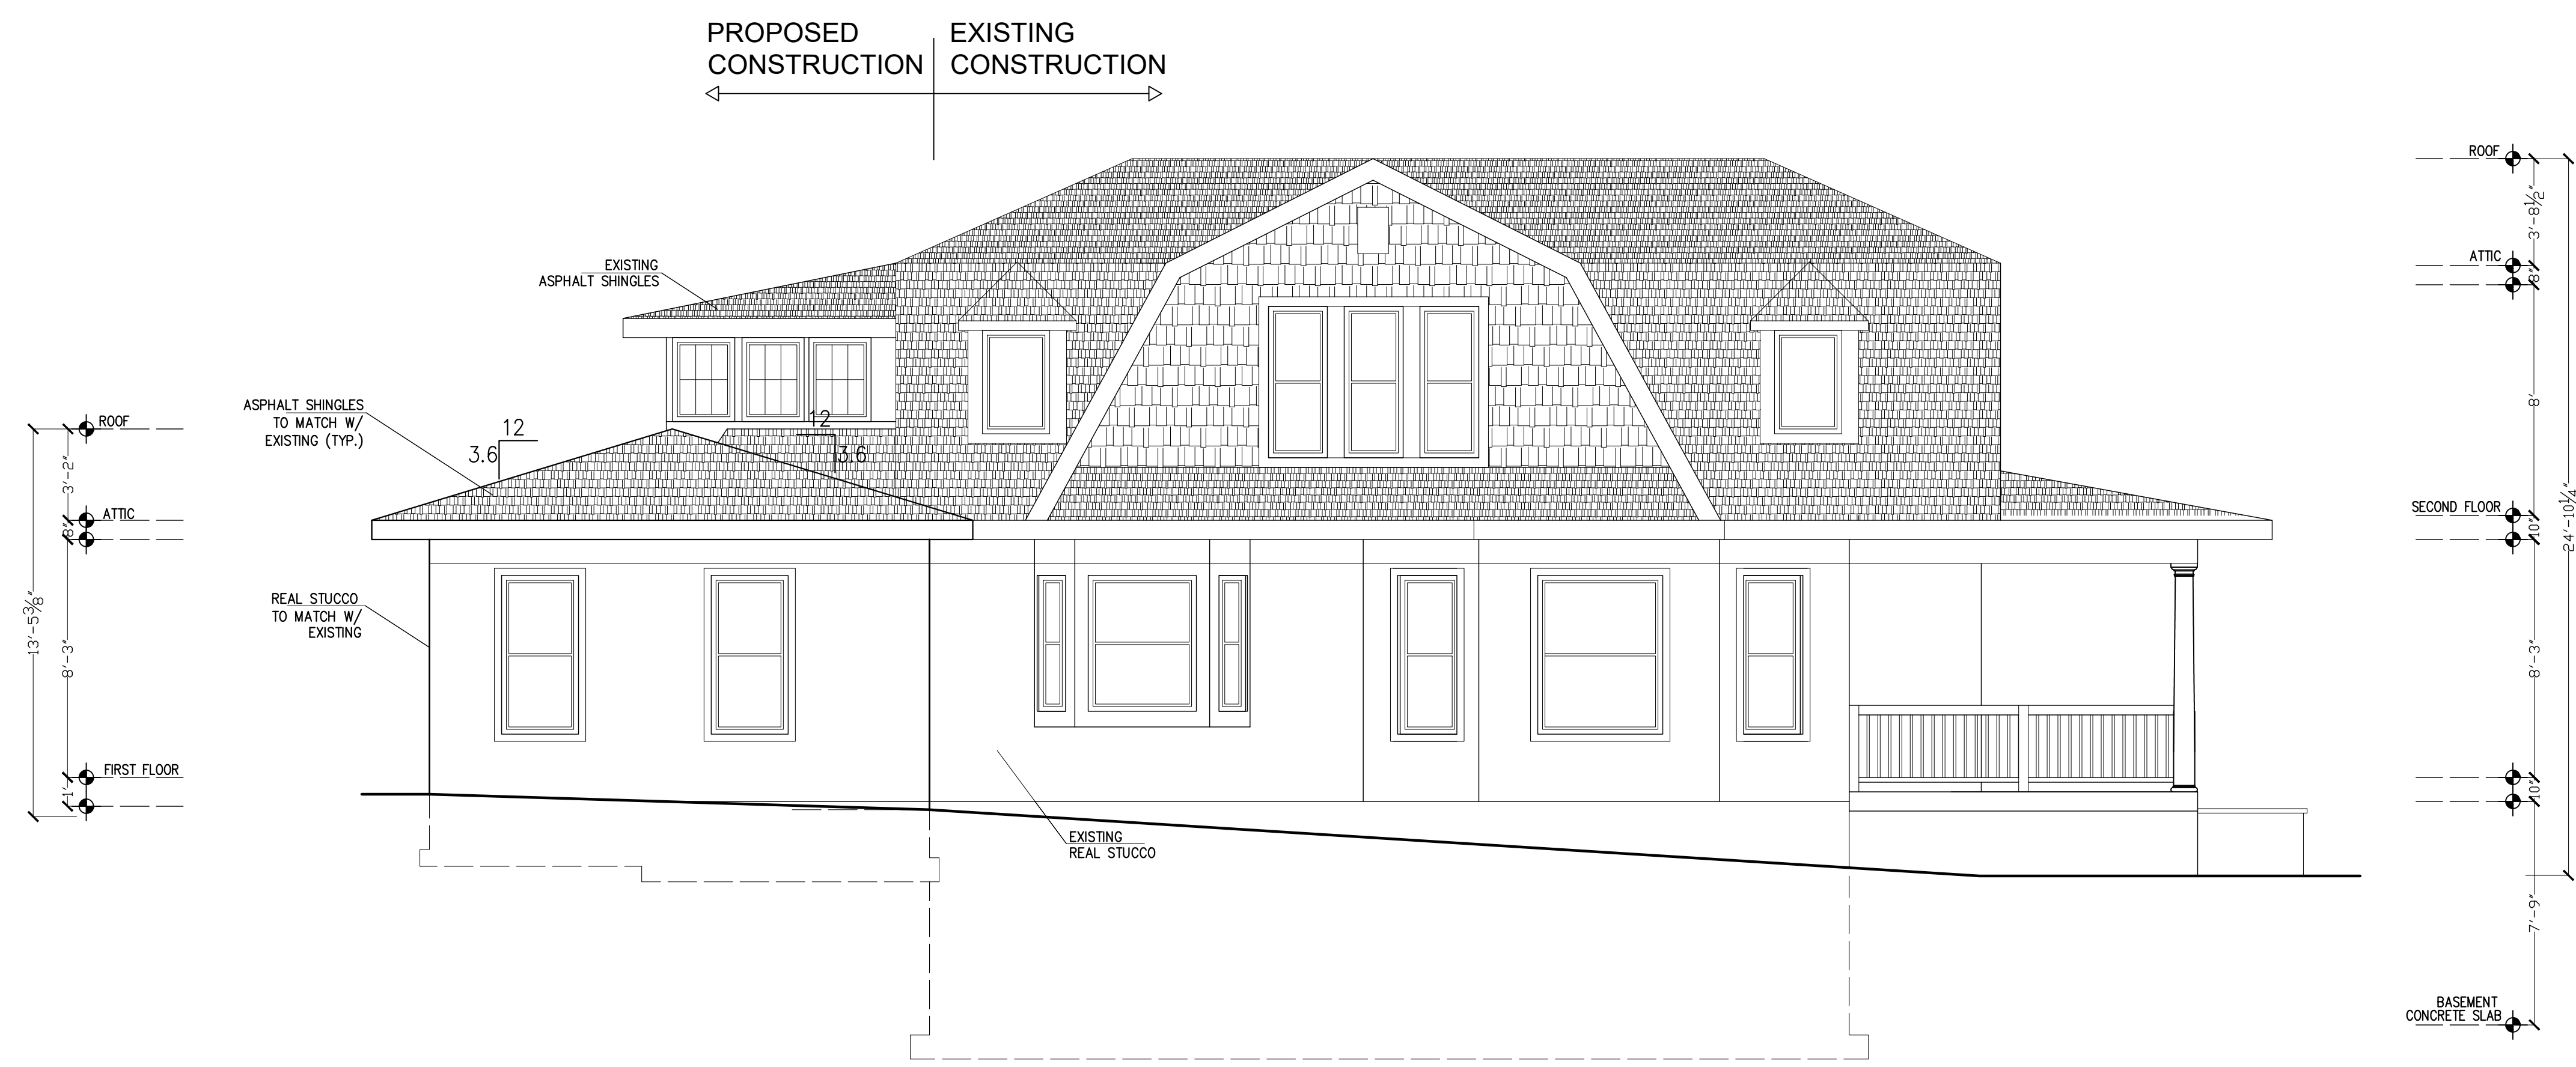 PROPOSED
CONSTRUCTION
EXISTING
CONSTRUCTION
EXISTING
ASPHALT SHINGLES
ASPHALT SHINGLES
TO MATCH W/
EXISTING (TYP.)
12
3.6
12
3.6
REAL STUCCO
TO MATCH W/
EXISTING
EXISTING
REAL STUCCO
ROOF
ATTIC
FIRST FLOOR
3'-2"
8"
8'-3"
1'
13'-5⅜"
ROOF
ATTIC
SECOND FLOOR
BASEMENT
CONCRETE SLAB
3'-8½"
8"
8'
10"
8'-3"
10"
7'-9"
24'-10¼"